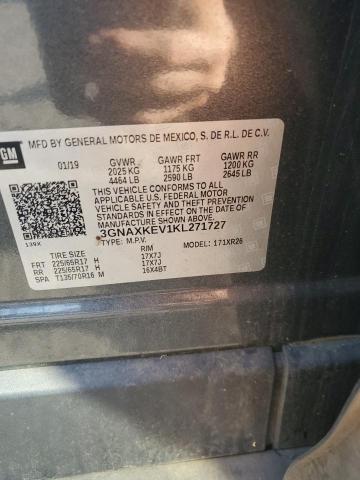 GM
MFD BY GENERAL MOTORS DE MEXICO, S. DE R.L. DE C.V.
01/19 GVWR GAWR FRT GAWR RR
2025 KG 1175 KG 1200 KG
4464 LB 2590 LB 2645 LB
THIS VEHICLE CONFORMS TO ALL
APPLICABLE U.S. FEDERAL MOTOR
VEHICLE SAFETY AND THEFT
PREVENTION STANDARDS IN EFFECT
ON THE DATE OF MANUFACTURE
SHOWN ABOVE.
3GNAXKEV1KL271727
139X TYPE: M.P.V. MODEL: 1XR26
TIRE SIZE RIM
FRT 225/65R17 H 17X7J
RR 225/65R17 H 17X7J
SPA T135/70R16 M 16X4BT